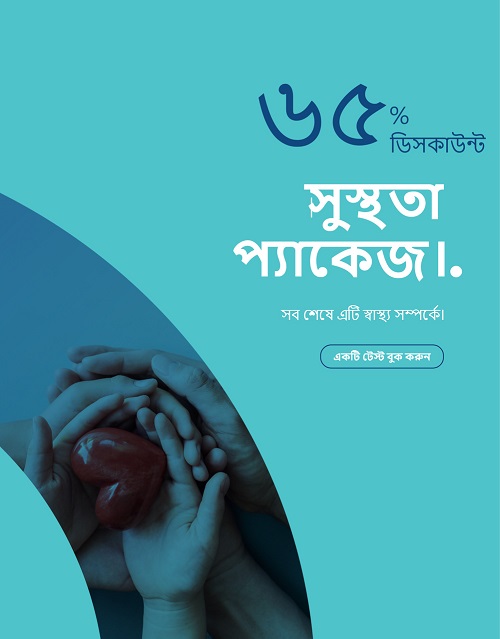 ৬৫%
ডিসকাউন্ট
সুস্থতা
প্যাকেজ।.
সব শেষে এটি স্বাস্থ্য সম্পর্কে।
একটি টেস্ট বুক করুন